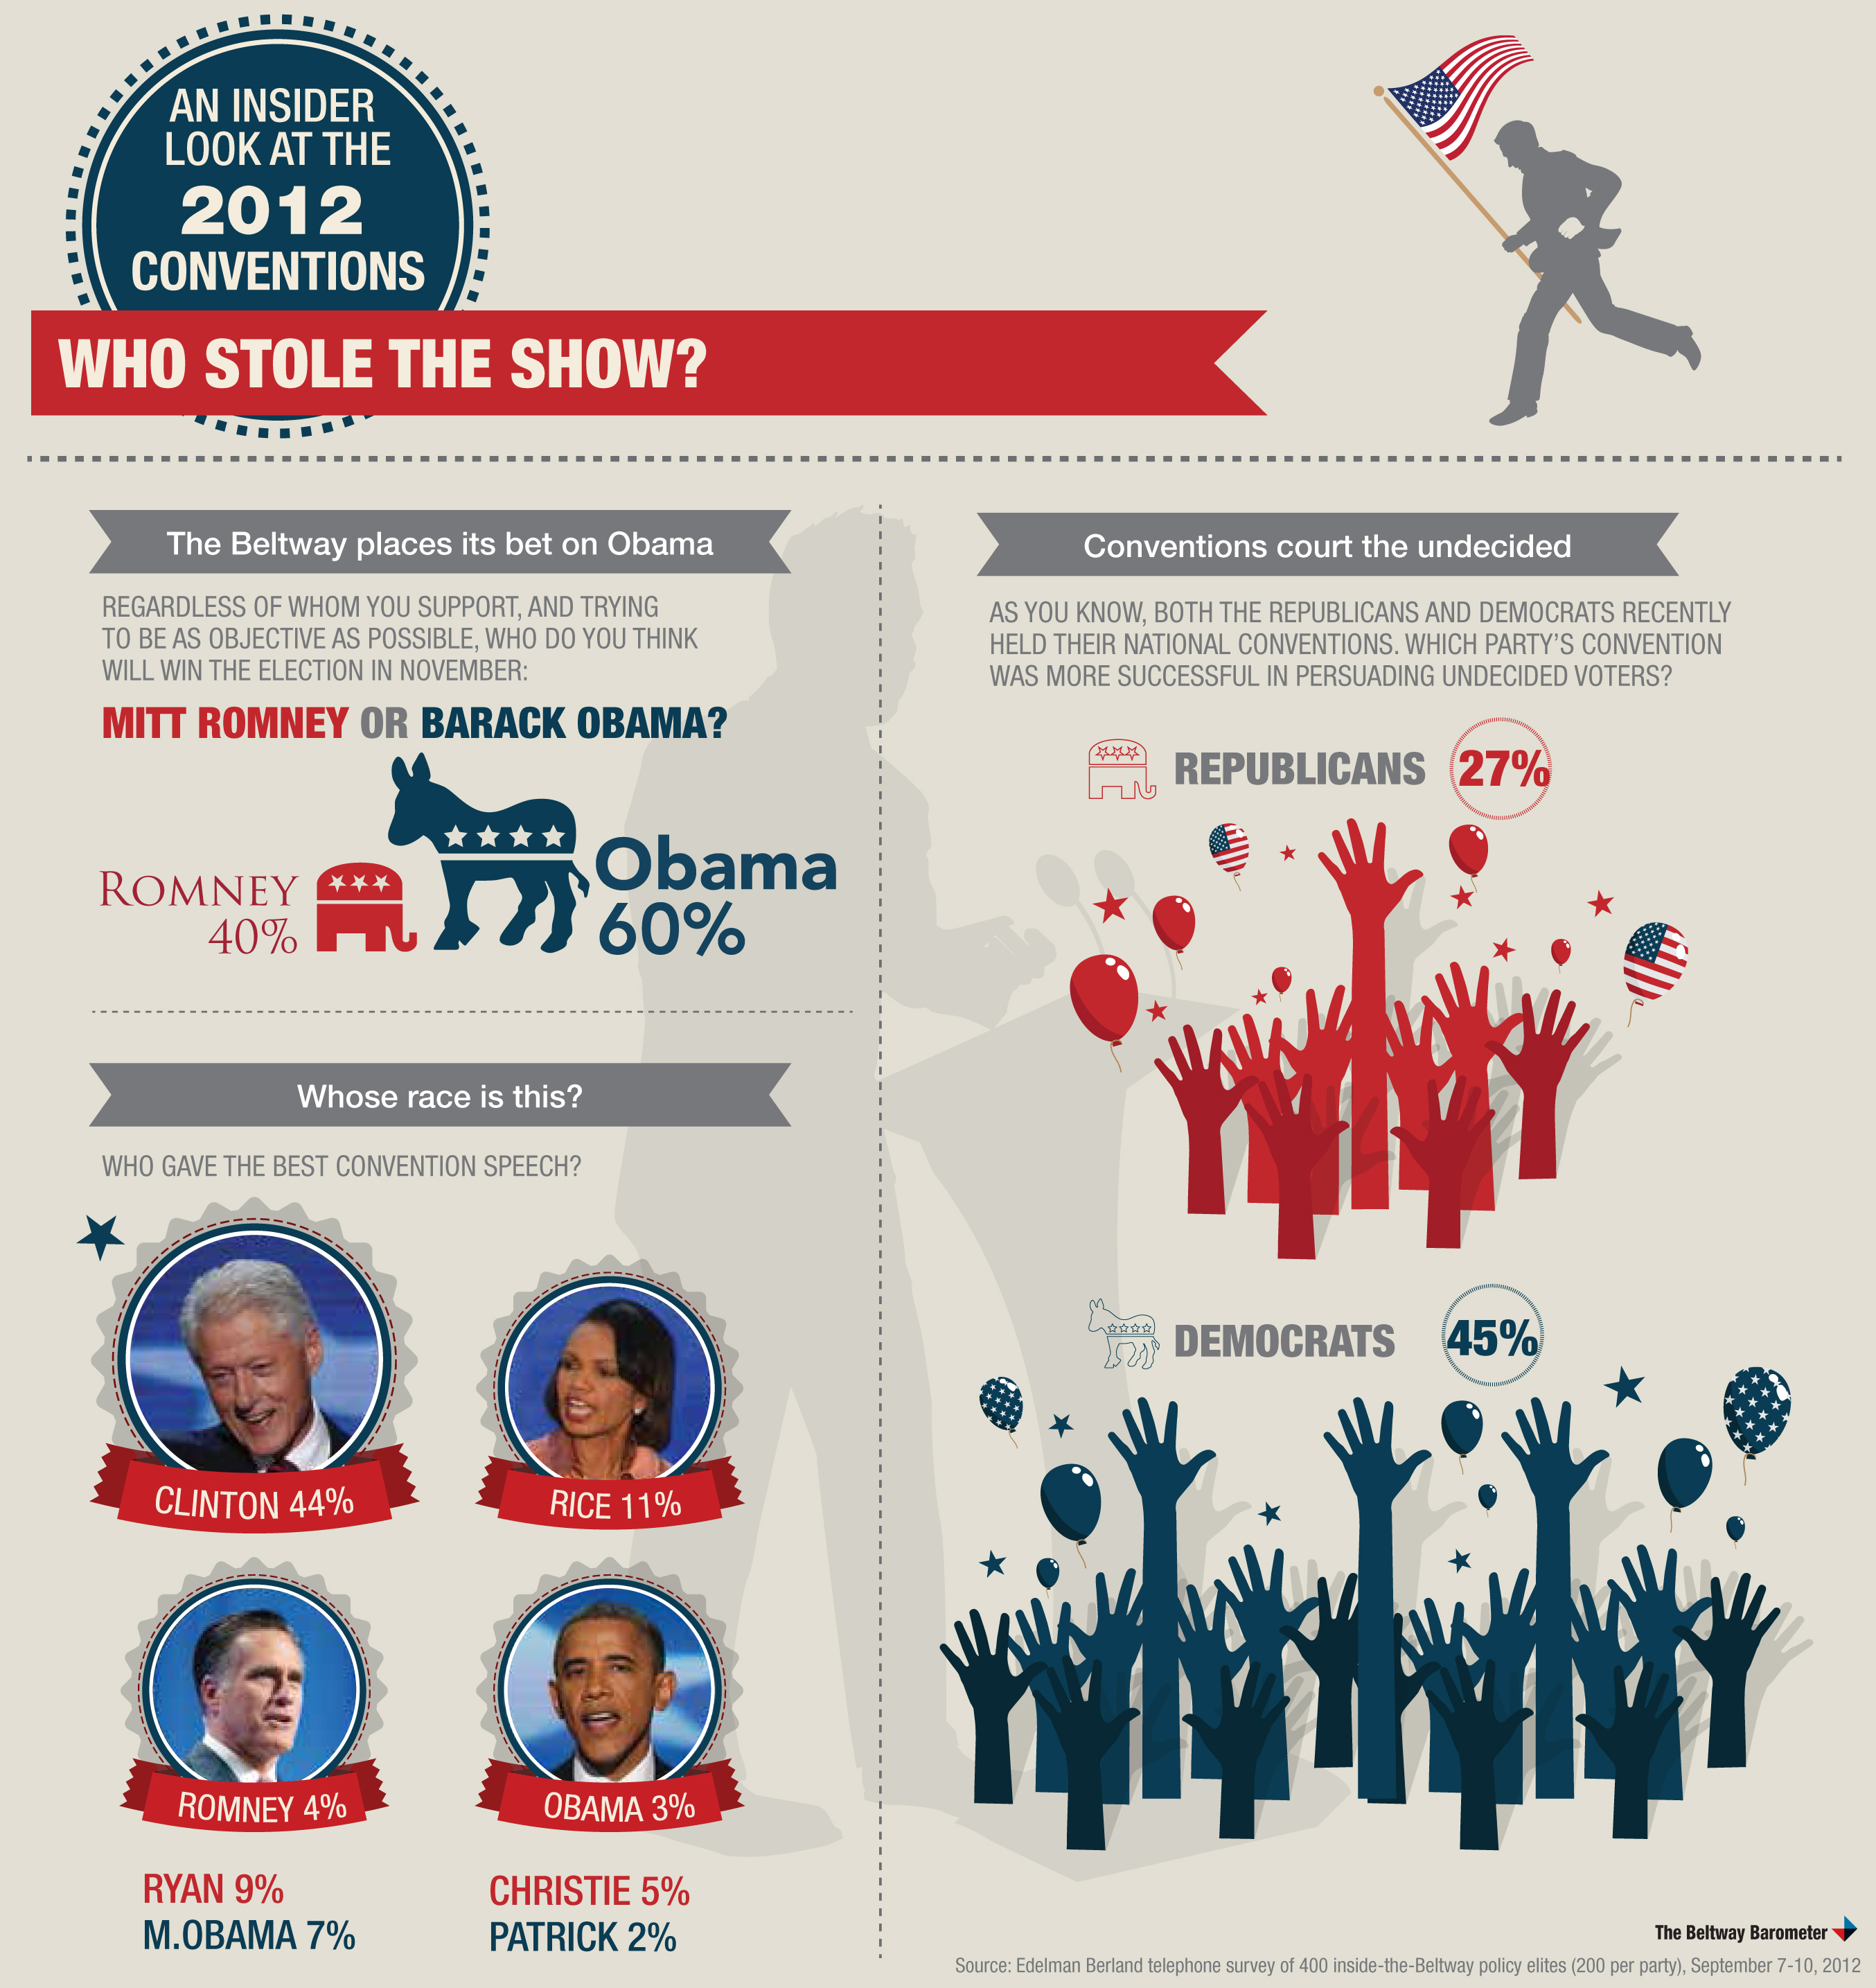 AN INSIDER
LOOK AT THE
2012
CONVENTIONS
WHO STOLE THE SHOW?
The Beltway places its bet on Obama
REGARDLESS OF WHOM YOU SUPPORT, AND TRYING
TO BE AS OBJECTIVE AS POSSIBLE, WHO DO YOU THINK
WILL WIN THE ELECTION IN NOVEMBER:
MITT ROMNEY OR BARACK OBAMA?
ROMNEY
40%
Obama
60%
Whose race is this?
WHO GAVE THE BEST CONVENTION SPEECH?
CLINTON 44%
RICE 11%
ROMNEY 4%
OBAMA 3%
RYAN 9%
M.OBAMA 7%
CHRISTIE 5%
PATRICK 2%
Conventions court the undecided
AS YOU KNOW, BOTH THE REPUBLICANS AND DEMOCRATS RECENTLY
HELD THEIR NATIONAL CONVENTIONS. WHICH PARTY'S CONVENTION
WAS MORE SUCCESSFUL IN PERSUADING UNDECIDED VOTERS?
REPUBLICANS 27%
DEMOCRATS 45%
The Beltway Barometer
Source: Edelman Berland telephone survey of 400 inside-the-Beltway policy elites (200 per party), September 7-10, 2012